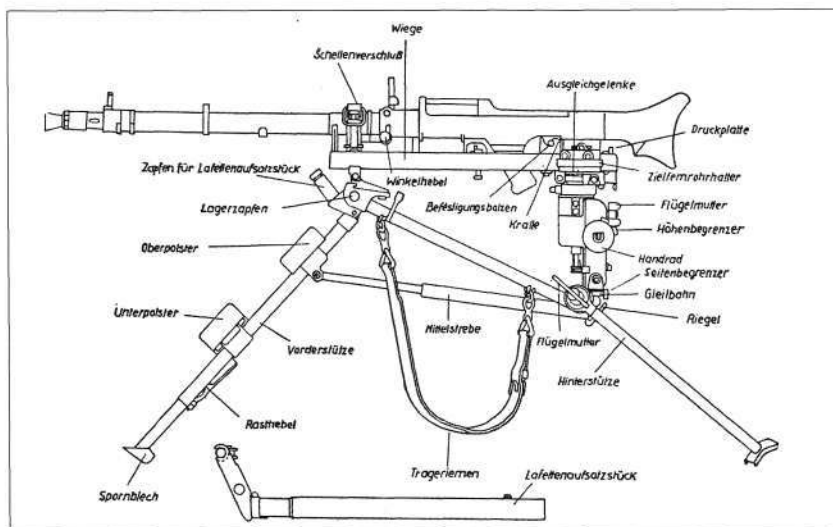 Wiege
Schellenverschluß
Ausgleichgelenke
Druckplatte
Zapfen für Lafettenaufsatzstück
Winkelhebel
Zielfernrohrhalter
Lagerzapfen
Befestigungsbolzen
Kralle
Flügelmutter
Höhenbegrenzer
Oberpolster
Handrad
Seitenbegrenzer
Gleitbahn
Unterpolster
Mittelstrebe
Flügelmutter
Riegel
Vorderstütze
Hinterstütze
Rasthebel
Trageriemen
Spornblech
Lafettenaufsatzstück